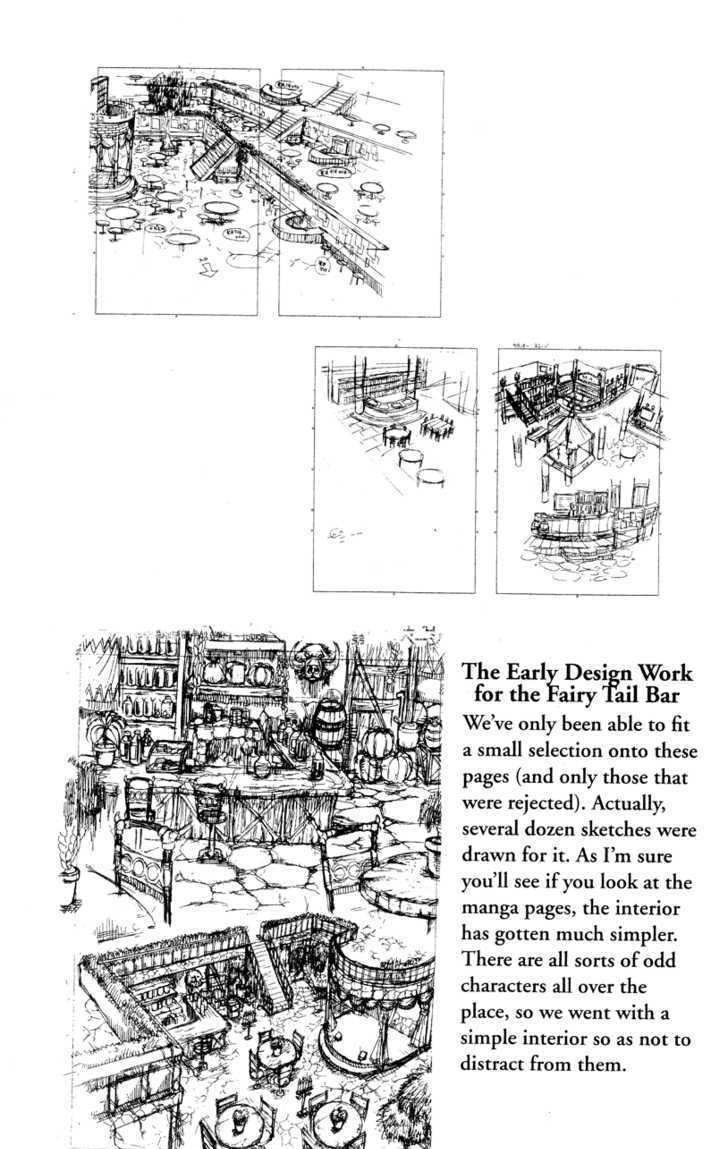 The Early Design Work
for the Fairy Tail Bar
We've only been able to fit
a small selection onto these
pages (and only those that
were rejected). Actually,
several dozen sketches were
drawn for it. As I'm sure
you'll see if you look at the
manga pages, the interior
has gotten much simpler.
There are all sorts of odd
characters all over the
place, so we went with a
simple interior so as not to
distract from them.